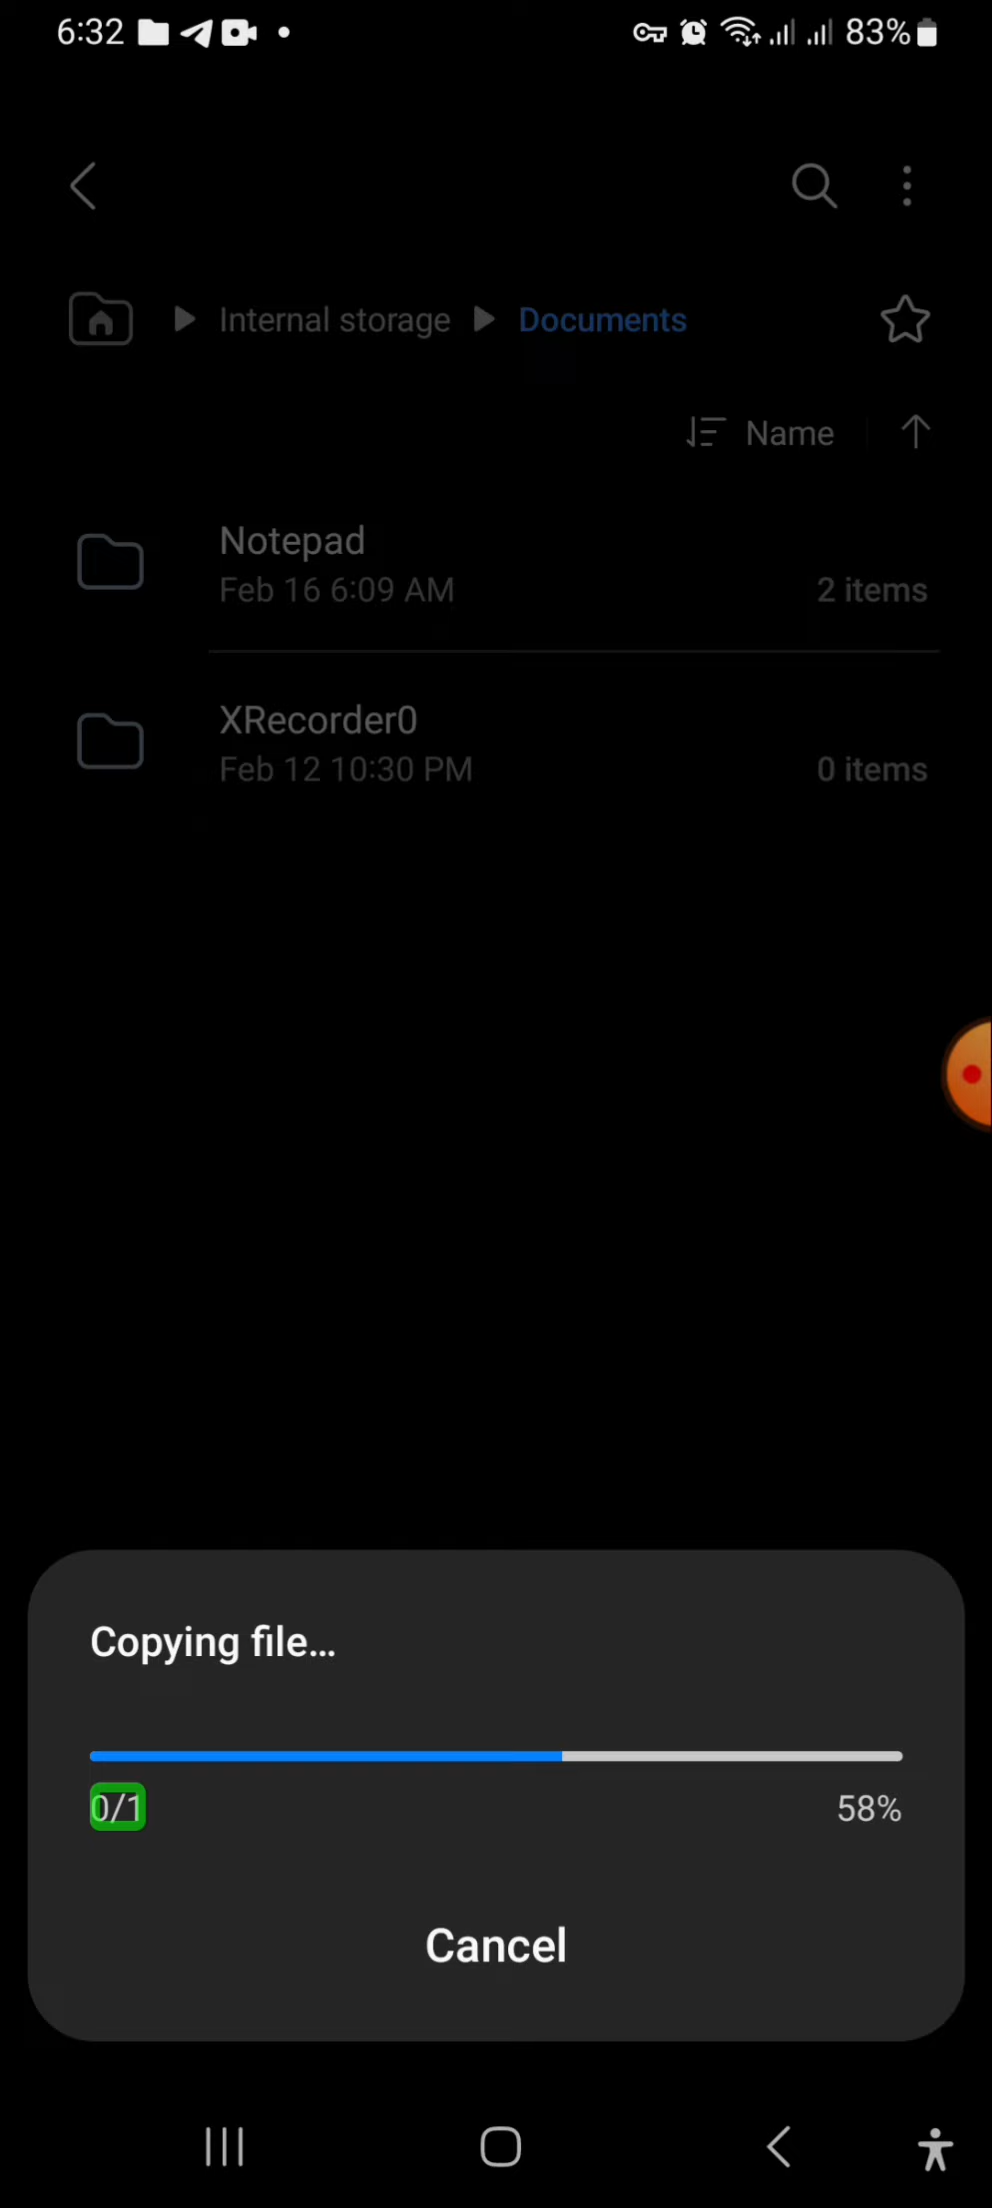 6:32 83%
Internal storage Documents
Name
Notepad
Feb 16 6:09 AM 2 items
XRecorder0
Feb 12 10:30 PM 0 items
Copying file...
0/1 58%
Cancel